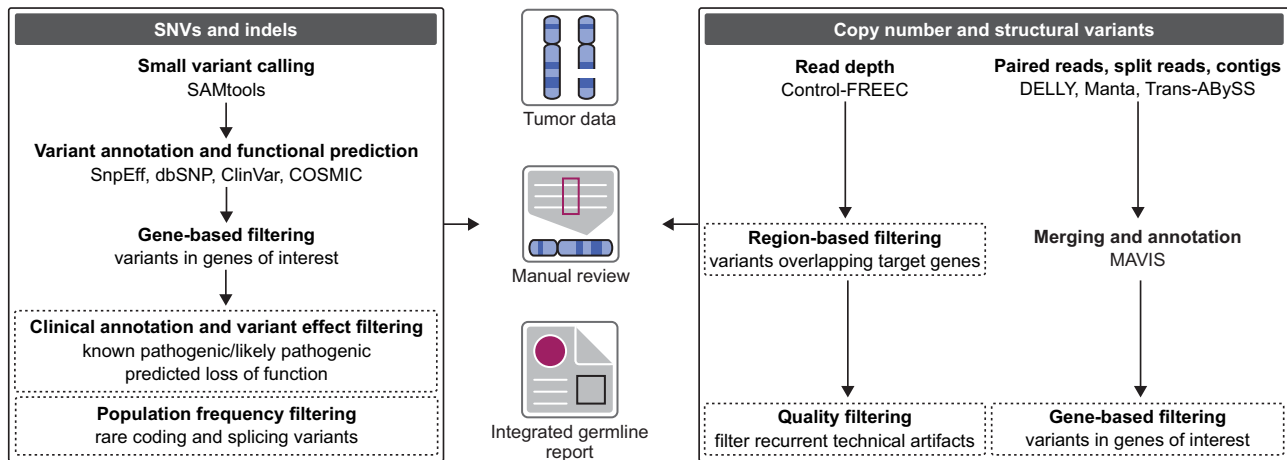 SNVs and indels
Small variant calling
SAMtools
Variant annotation and functional prediction
SnpEff, dbSNP, ClinVar, COSMIC
Gene-based filtering
variants in genes of interest
Clinical annotation and variant effect filtering
known pathogenic/likely pathogenic
predicted loss of function
Population frequency filtering
rare coding and splicing variants
Tumor data
Manual review
Integrated germline
report
Copy number and structural variants
Read depth
Control-FREEC
Region-based filtering
variants overlapping target genes
Quality filtering
filter recurrent technical artifacts
Paired reads, split reads, contigs
DELLY, Manta, Trans-ABySS
Merging and annotation
MAVIS
Gene-based filtering
variants in genes of interest